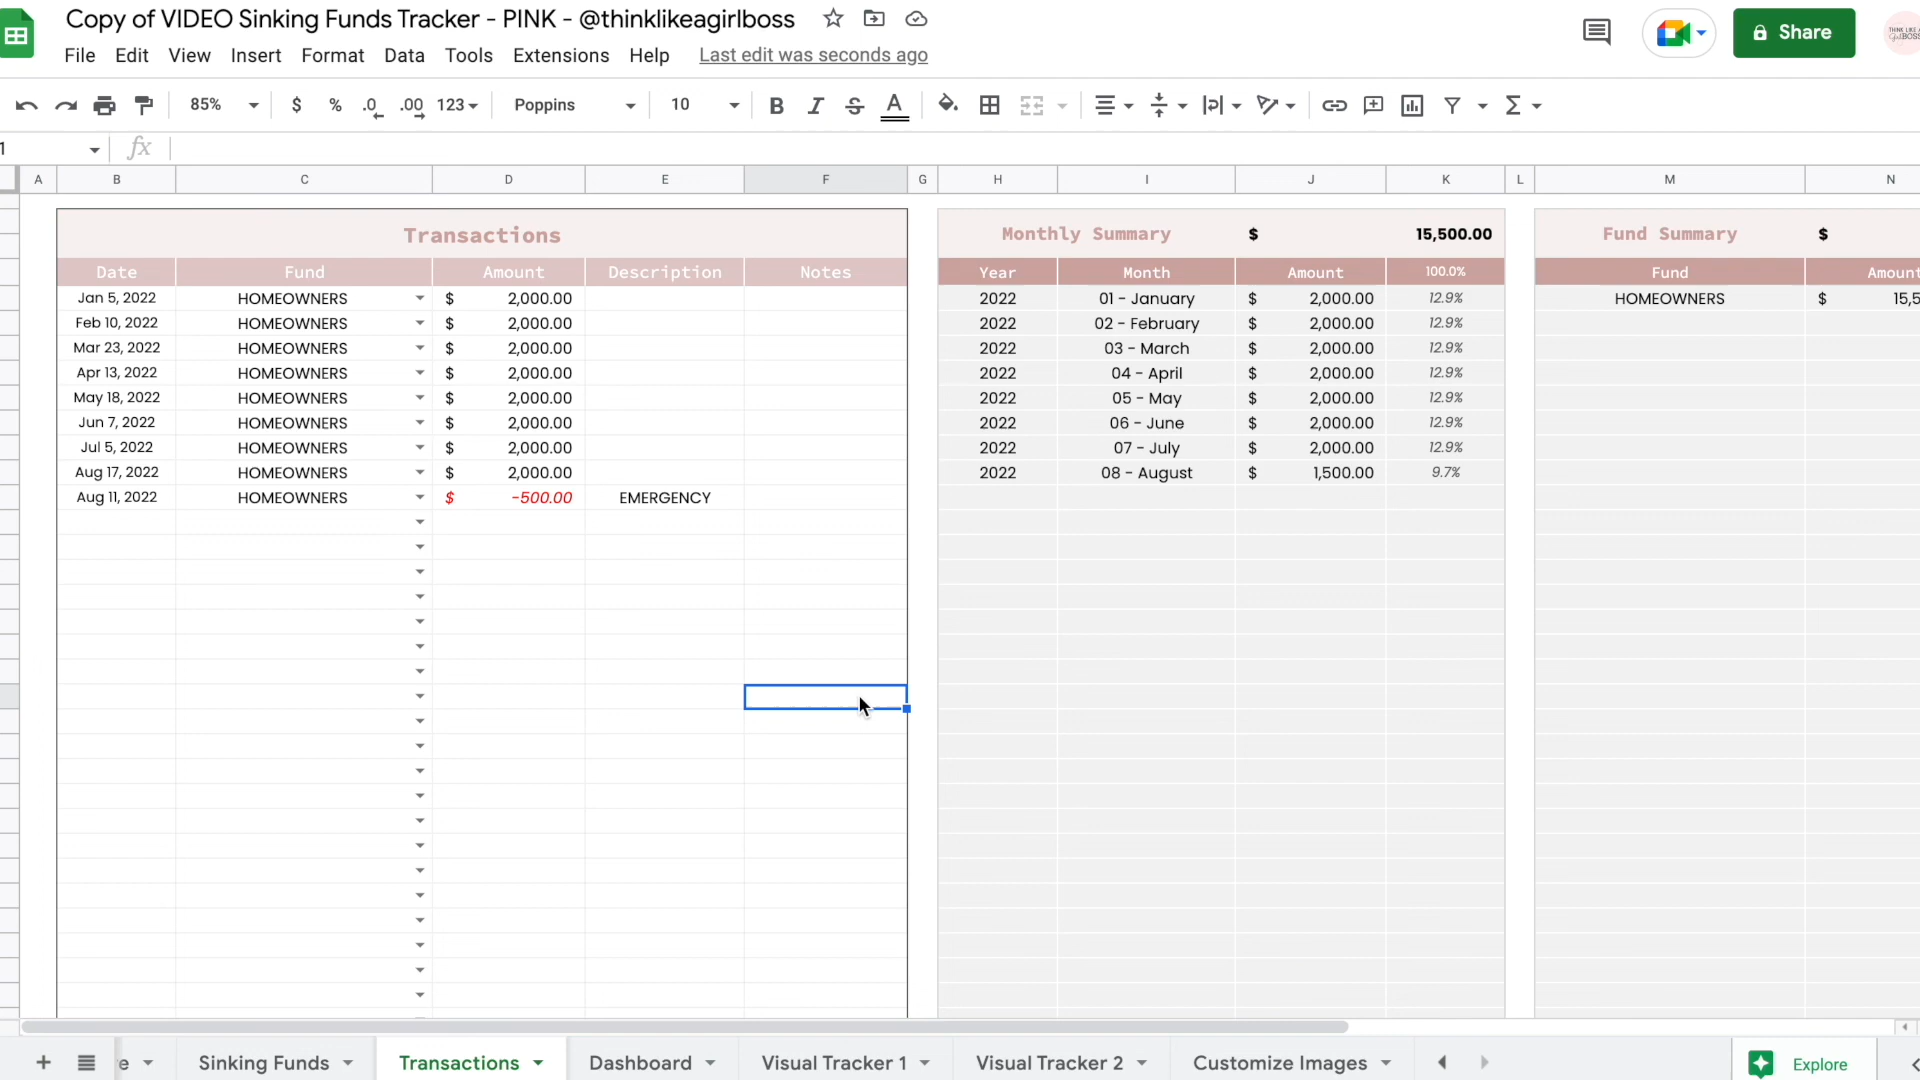 Copy of VIDEO Sinking Funds Tracker - PINK - @thinklikeagirlboss
File Edit View Insert Format Data Tools Extensions Help Last edit was seconds ago
Share
85% $ % .0 .00 123 Poppins 10 B I S A
1 fx
A B C D E F G H I J K L M N
Transactions Monthly Summary $ 15,500.00 Fund Summary $
Date Fund Amount Description Notes Year Month Amount 100.0% Fund Amount
Jan 5, 2022 HOMEOWNERS $ 2,000.00 2022 01 - January $ 2,000.00 12.9% HOMEOWNERS $ 15,5
Feb 10, 2022 HOMEOWNERS $ 2,000.00 2022 02 - February $ 2,000.00 12.9%
Mar 23, 2022 HOMEOWNERS $ 2,000.00 2022 03 - March $ 2,000.00 12.9%
Apr 13, 2022 HOMEOWNERS $ 2,000.00 2022 04 - April $ 2,000.00 12.9%
May 18, 2022 HOMEOWNERS $ 2,000.00 2022 05 - May $ 2,000.00 12.9%
Jun 7, 2022 HOMEOWNERS $ 2,000.00 2022 06 - June $ 2,000.00 12.9%
Jul 5, 2022 HOMEOWNERS $ 2,000.00 2022 07 - July $ 2,000.00 12.9%
Aug 17, 2022 HOMEOWNERS $ 2,000.00 2022 08 - August $ 1,500.00 9.7%
Aug 11, 2022 HOMEOWNERS $ -500.00 EMERGENCY
e Sinking Funds Transactions Dashboard Visual Tracker 1 Visual Tracker 2 Customize Images Explore